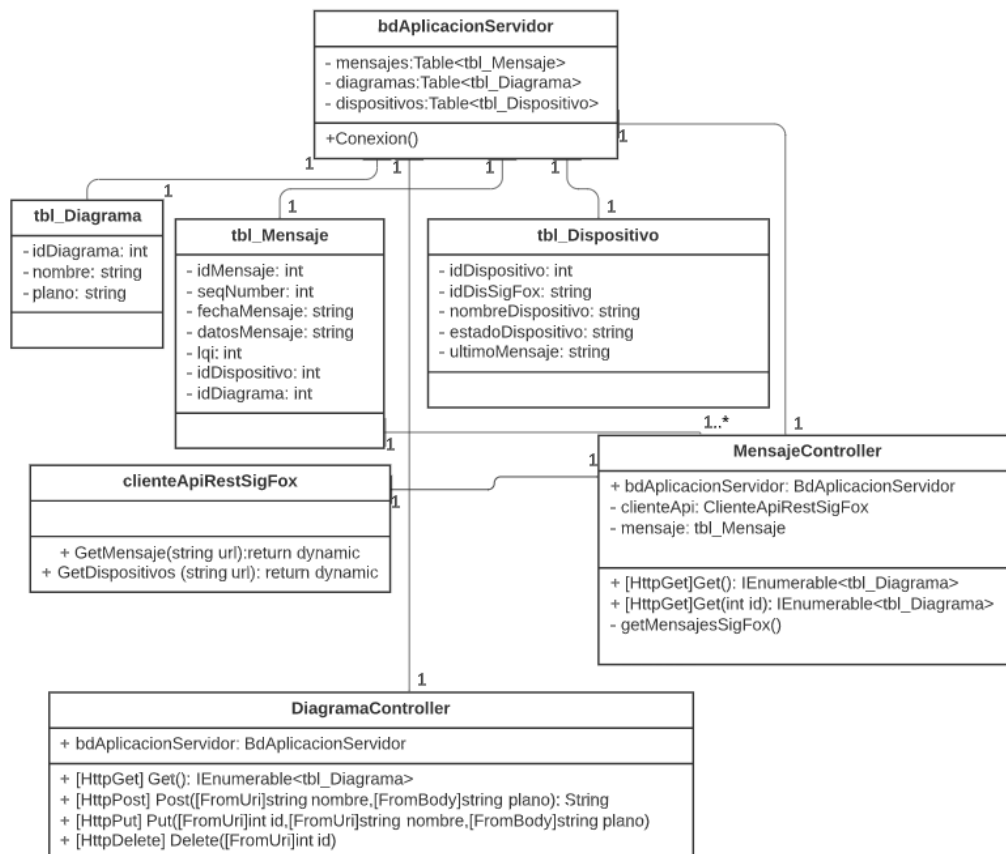 bdAplicacionServidor
- mensajes:Table<tbl_Mensaje>
- diagramas:Table<tbl_Diagrama>
- dispositivos:Table<tbl_Dispositivo>
+Conexion()
1
1
1
1
1
1
1
1
1
tbl_Diagrama
- idDiagrama: int
- nombre: string
- plano: string
tbl_Mensaje
- idMensaje: int
- seqNumber: int
- fechaMensaje: string
- datosMensaje: string
- lqi: int
- idDispositivo: int
- idDiagrama: int
tbl_Dispositivo
- idDispositivo: int
- idDisSigFox: string
- nombreDispositivo: string
- estadoDispositivo: string
- ultimoMensaje: string
1
1..*
1
1
clienteApiRestSigFox
+ GetMensaje(string url):return dynamic
+ GetDispositivos (string url): return dynamic
1
MensajeController
+ bdAplicacionServidor: BdAplicacionServidor
- clienteApi: ClienteApiRestSigFox
- mensaje: tbl_Mensaje
+ [HttpGet]Get(): IEnumerable<tbl_Diagrama>
+ [HttpGet]Get(int id): IEnumerable<tbl_Diagrama>
- getMensajesSigFox()
DiagramaController
+ bdAplicacionServidor: BdAplicacionServidor
+ [HttpGet] Get(): IEnumerable<tbl_Diagrama>
+ [HttpPost] Post([FromUri]string nombre,[FromBody]string plano): String
+ [HttpPut] Put([FromUri]int id,[FromUri]string nombre,[FromBody]string plano)
+ [HttpDelete] Delete([FromUri]int id)